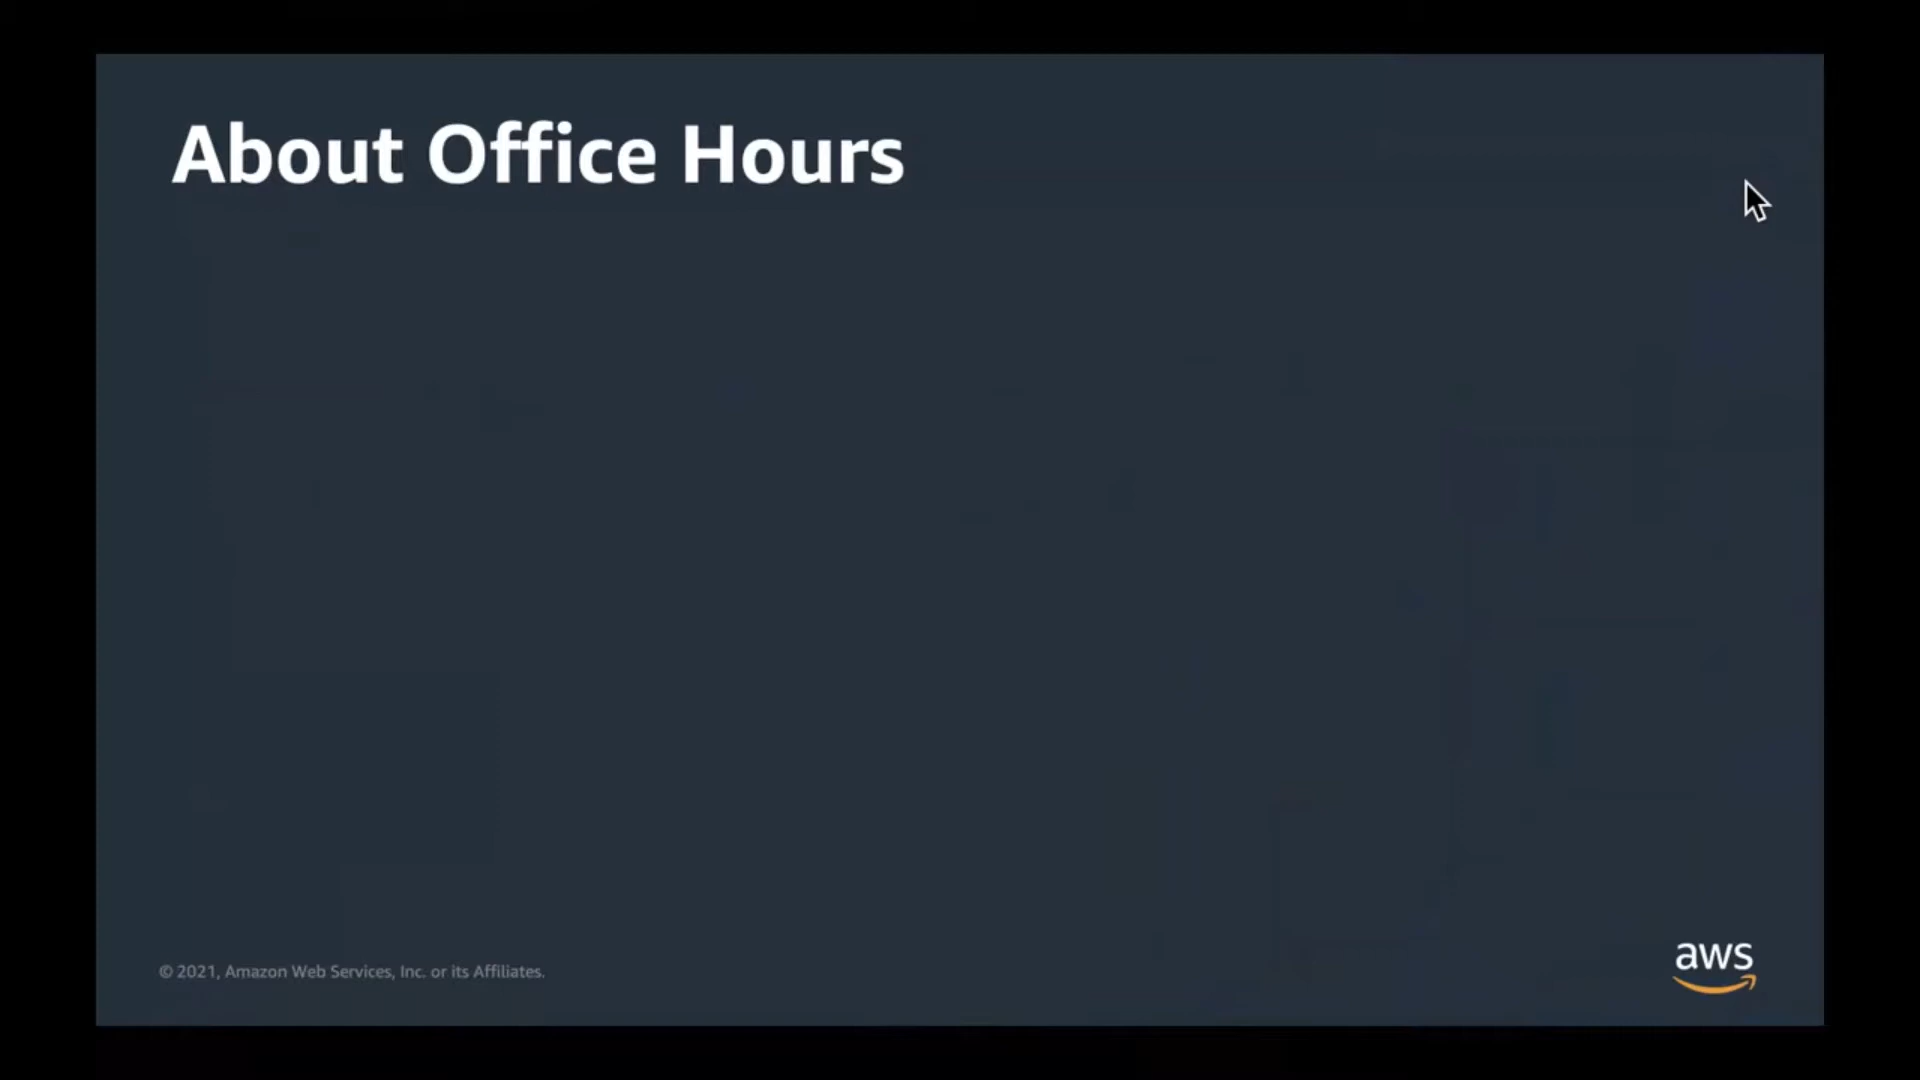 About Office Hours
© 2021, Amazon Web Services, Inc. or its Affiliates.
aws